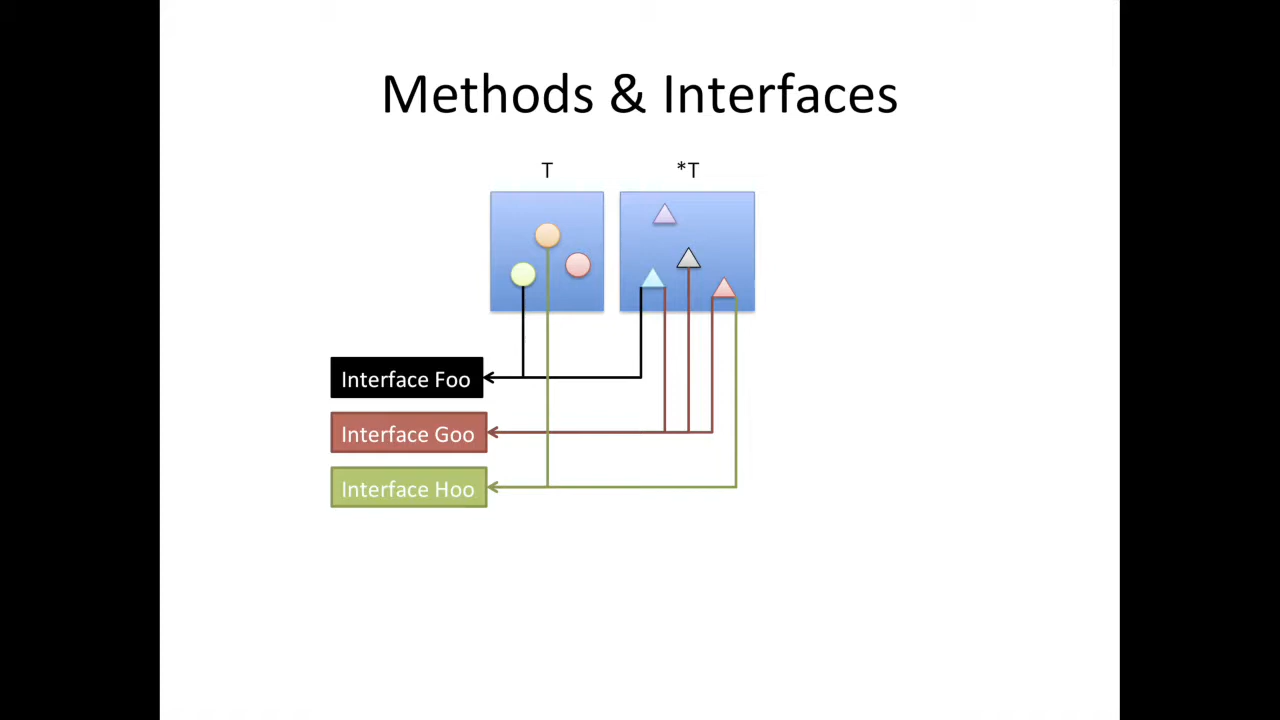 Methods & Interfaces
T
*T
Interface Foo
Interface Goo
Interface Hoo